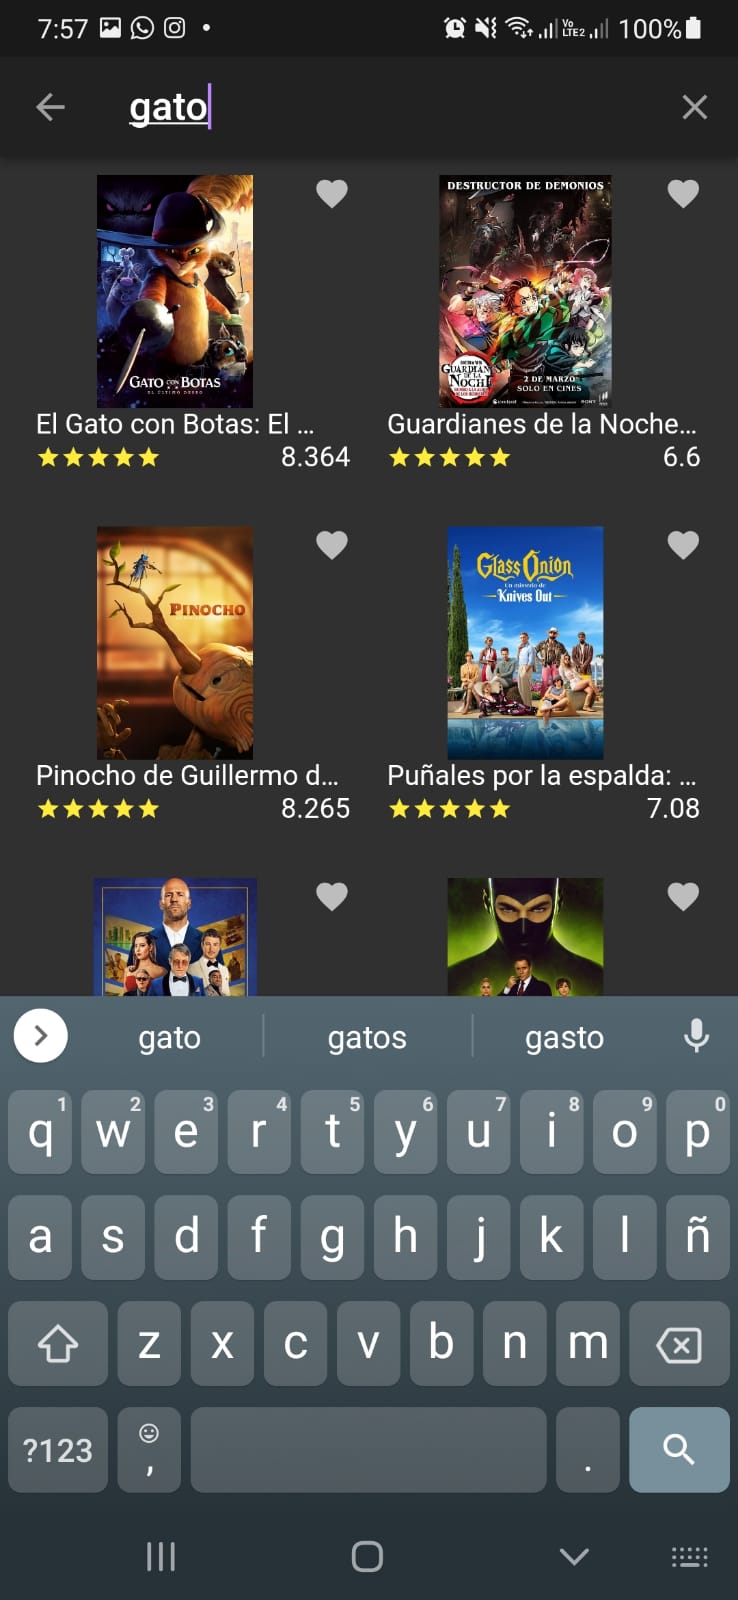 7:57
Vo
LTE2
100%
gato
DESTRUCTOR DE DEMONIOS
GATO CON BOTAS
EL ÚLTIMO DESEO
GUARDIANES
DE LA
NOCHE
2 DE MARZO
SOLO EN CINES
El Gato con Botas: El ...
8.364
Guardianes de la Noche...
6.6
PINOCHO
Glass Onion
Un misterio de
Knives Out
Pinocho de Guillermo d...
8.265
Puñales por la espalda: ...
7.08
gato
gatos
gasto
1 2 3 4 5 6 7 8 9 0
q w e r t y u i o p
a s d f g h j k l ñ
z x c v b n m
?123
,
.